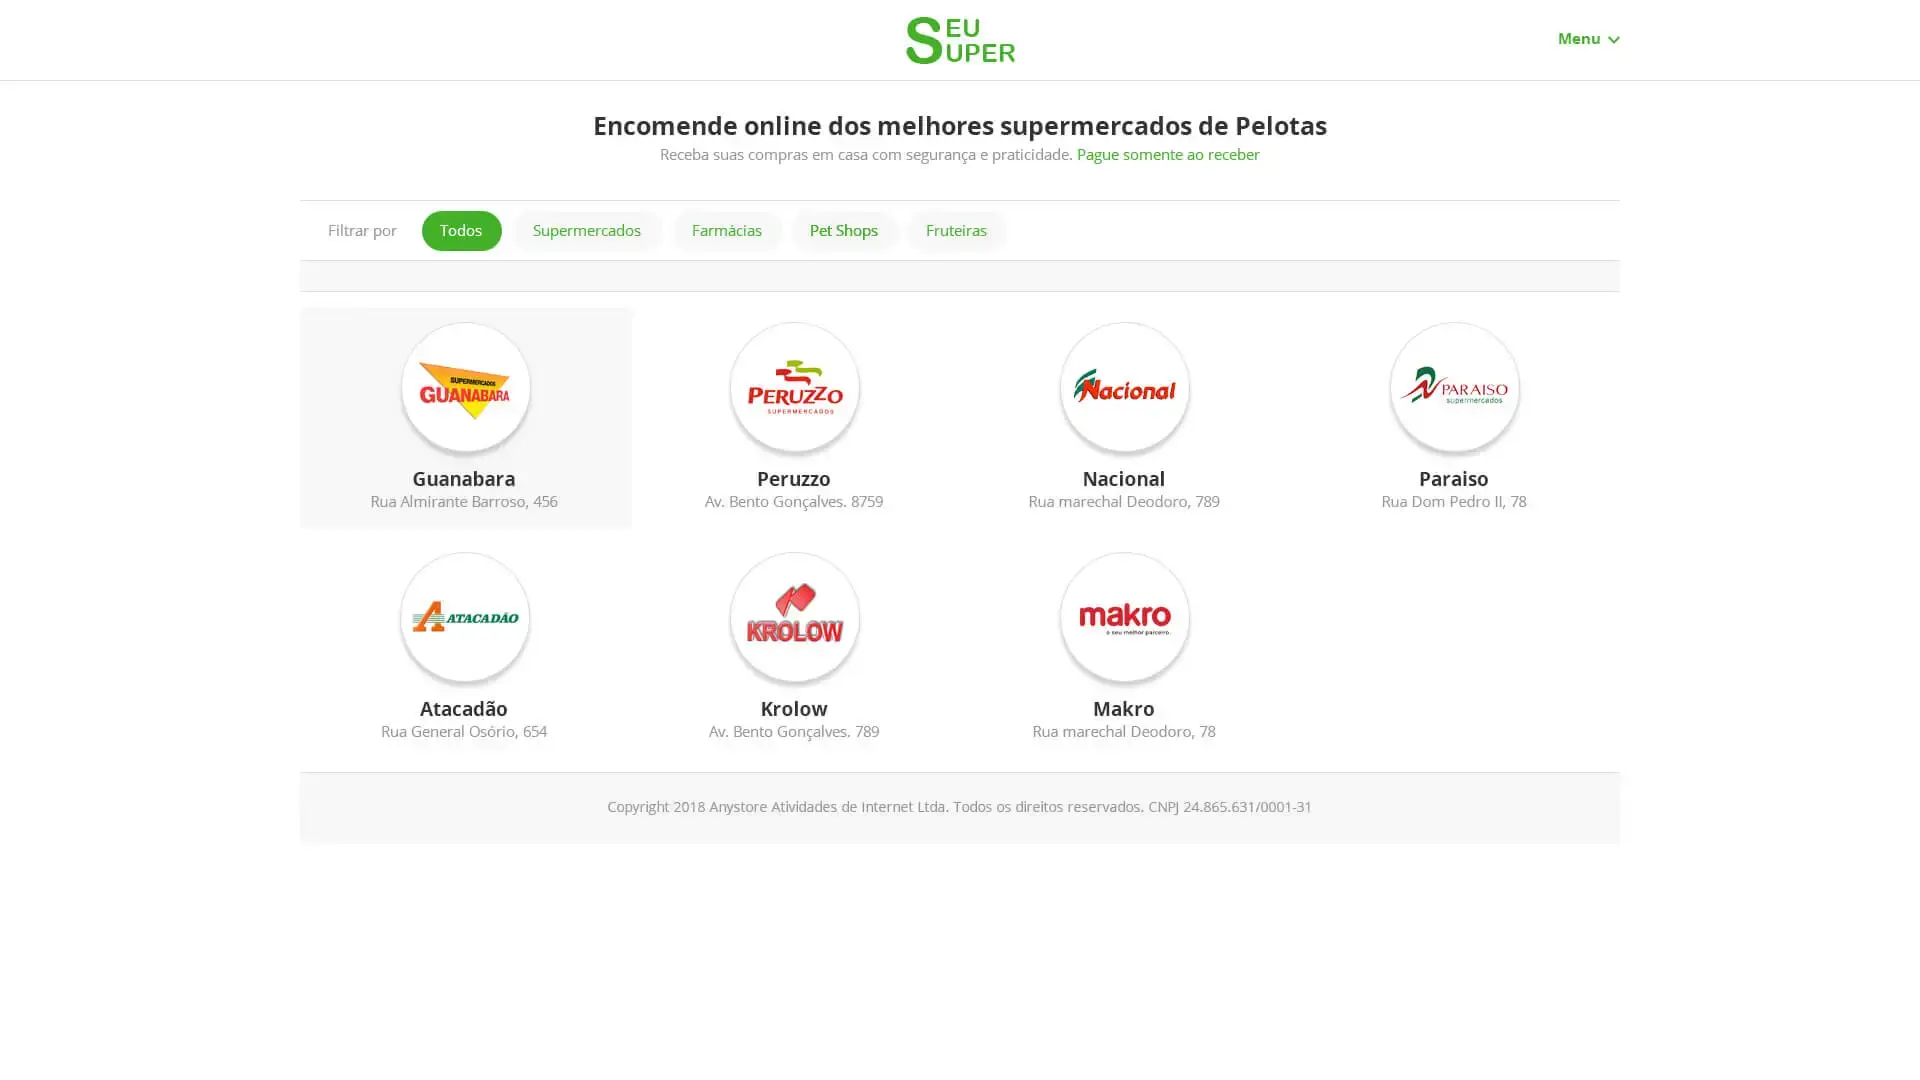 SEU
SUPER
Menu
Encomende online dos melhores supermercados de Pelotas
Receba suas compras em casa com segurança e praticidade. Pague somente ao receber
Filtrar por Todos Supermercados Farmácias Pet Shops Fruteiras
SUPERMERCADOS
GUANABARA
Guanabara
Rua Almirante Barroso, 456
PERUZZO
SUPERMERCADOS
Peruzzo
Av. Bento Gonçalves. 8759
Nacional
Nacional
Rua marechal Deodoro, 789
PARAISO
supermercados
Paraiso
Rua Dom Pedro II, 78
ATACADÃO
Atacadão
Rua General Osório, 654
KROLOW
Krolow
Av. Bento Gonçalves. 789
makro
o seu melhor parceiro.
Makro
Rua marechal Deodoro, 78
Copyright 2018 Anystore Atividades de Internet Ltda. Todos os direitos reservados. CNPJ 24.865.631/0001-31